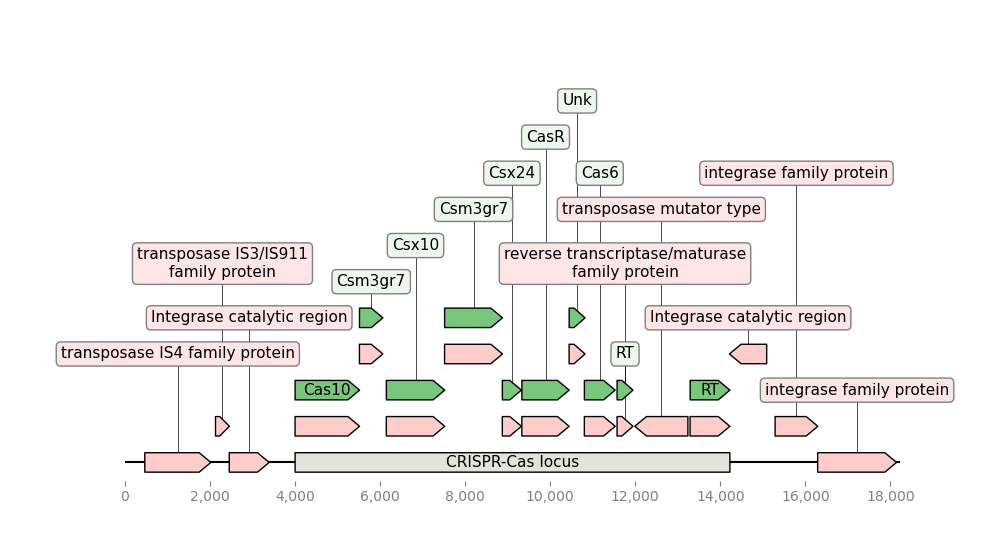 Unk
CasR
Csx24
Cas6
integrase family protein
Csm3gr7
transposase mutator type
Csx10
transposase IS3/IS911
family protein
reverse transcriptase/maturase
family protein
Csm3gr7
Integrase catalytic region
Integrase catalytic region
transposase IS4 family protein
RT
Cas10
RT
integrase family protein
CRISPR-Cas locus
0 2,000 4,000 6,000 8,000 10,000 12,000 14,000 16,000 18,000